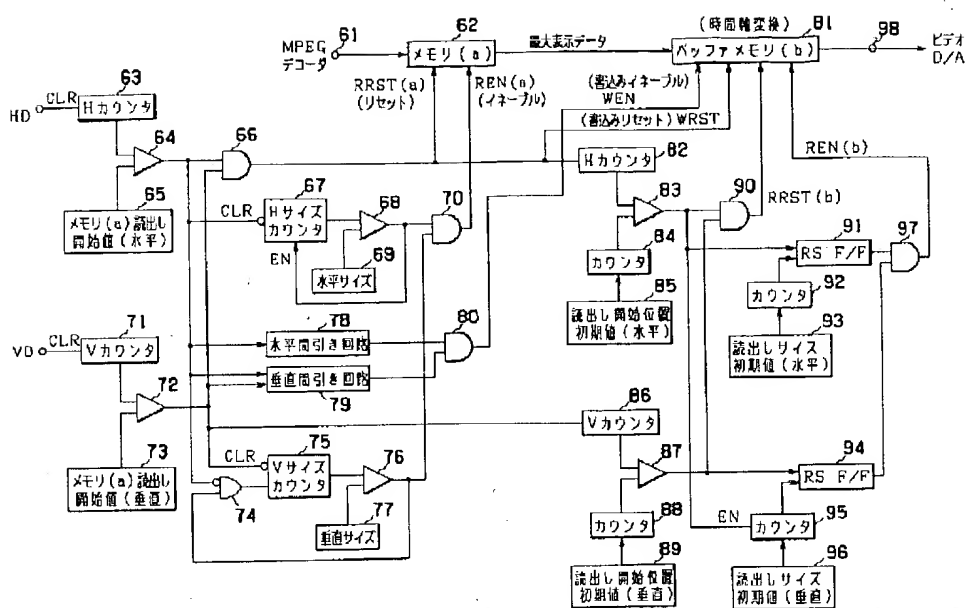 MPEG
デコーダ
61
62
メモリ(a)
最大表示データ
(時間軸変換)
81
バッファメモリ(b)
98
ビデオ
D/A
RRST(a)
(リセット)
REN(a)
(イネーブル)
(書込みイネーブル)
WEN
(書込みリセット)WRST
REN(b)
RRST(b)
HD
CLR
63
Hカウンタ
64
65
メモリ(a)読出し
開始値(水平)
66
67
CLR
Hサイズ
カウンタ
EN
68
69
水平サイズ
70
82
Hカウンタ
83
84
カウンタ
85
読出し開始位置
初期値(水平)
90
91
RS F/F
92
カウンタ
93
読出しサイズ
初期値(水平)
97
VD
CLR
71
Vカウンタ
72
73
メモリ(a)読出し
開始値(垂直)
78
水平間引き回路
垂直間引き回路
79
80
74
CLR
75
Vサイズ
カウンタ
76
77
垂直サイズ
86
Vカウンタ
87
88
カウンタ
89
読出し開始位置
初期値(垂直)
94
RS F/F
EN
95
カウンタ
96
読出しサイズ
初期値(垂直)